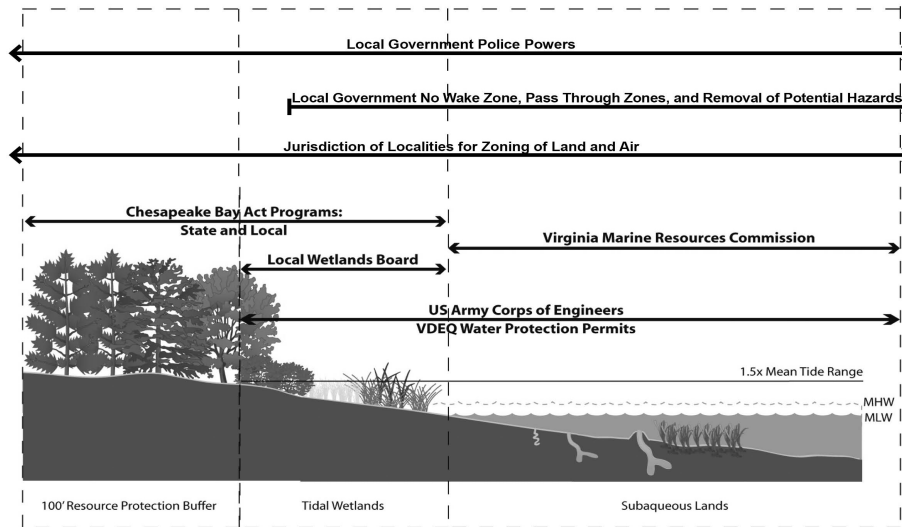 Local Government Police Powers
Local Government No Wake Zone, Pass Through Zones, and Removal of Potential Hazards
Jurisdiction of Localities for Zoning of Land and Air
Chesapeake Bay Act Programs:
State and Local
Virginia Marine Resources Commission
Local Wetlands Board
US Army Corps of Engineers
VDEQ Water Protection Permits
1.5x Mean Tide Range
MHW
MLW
100' Resource Protection Buffer
Tidal Wetlands
Subaqueous Lands